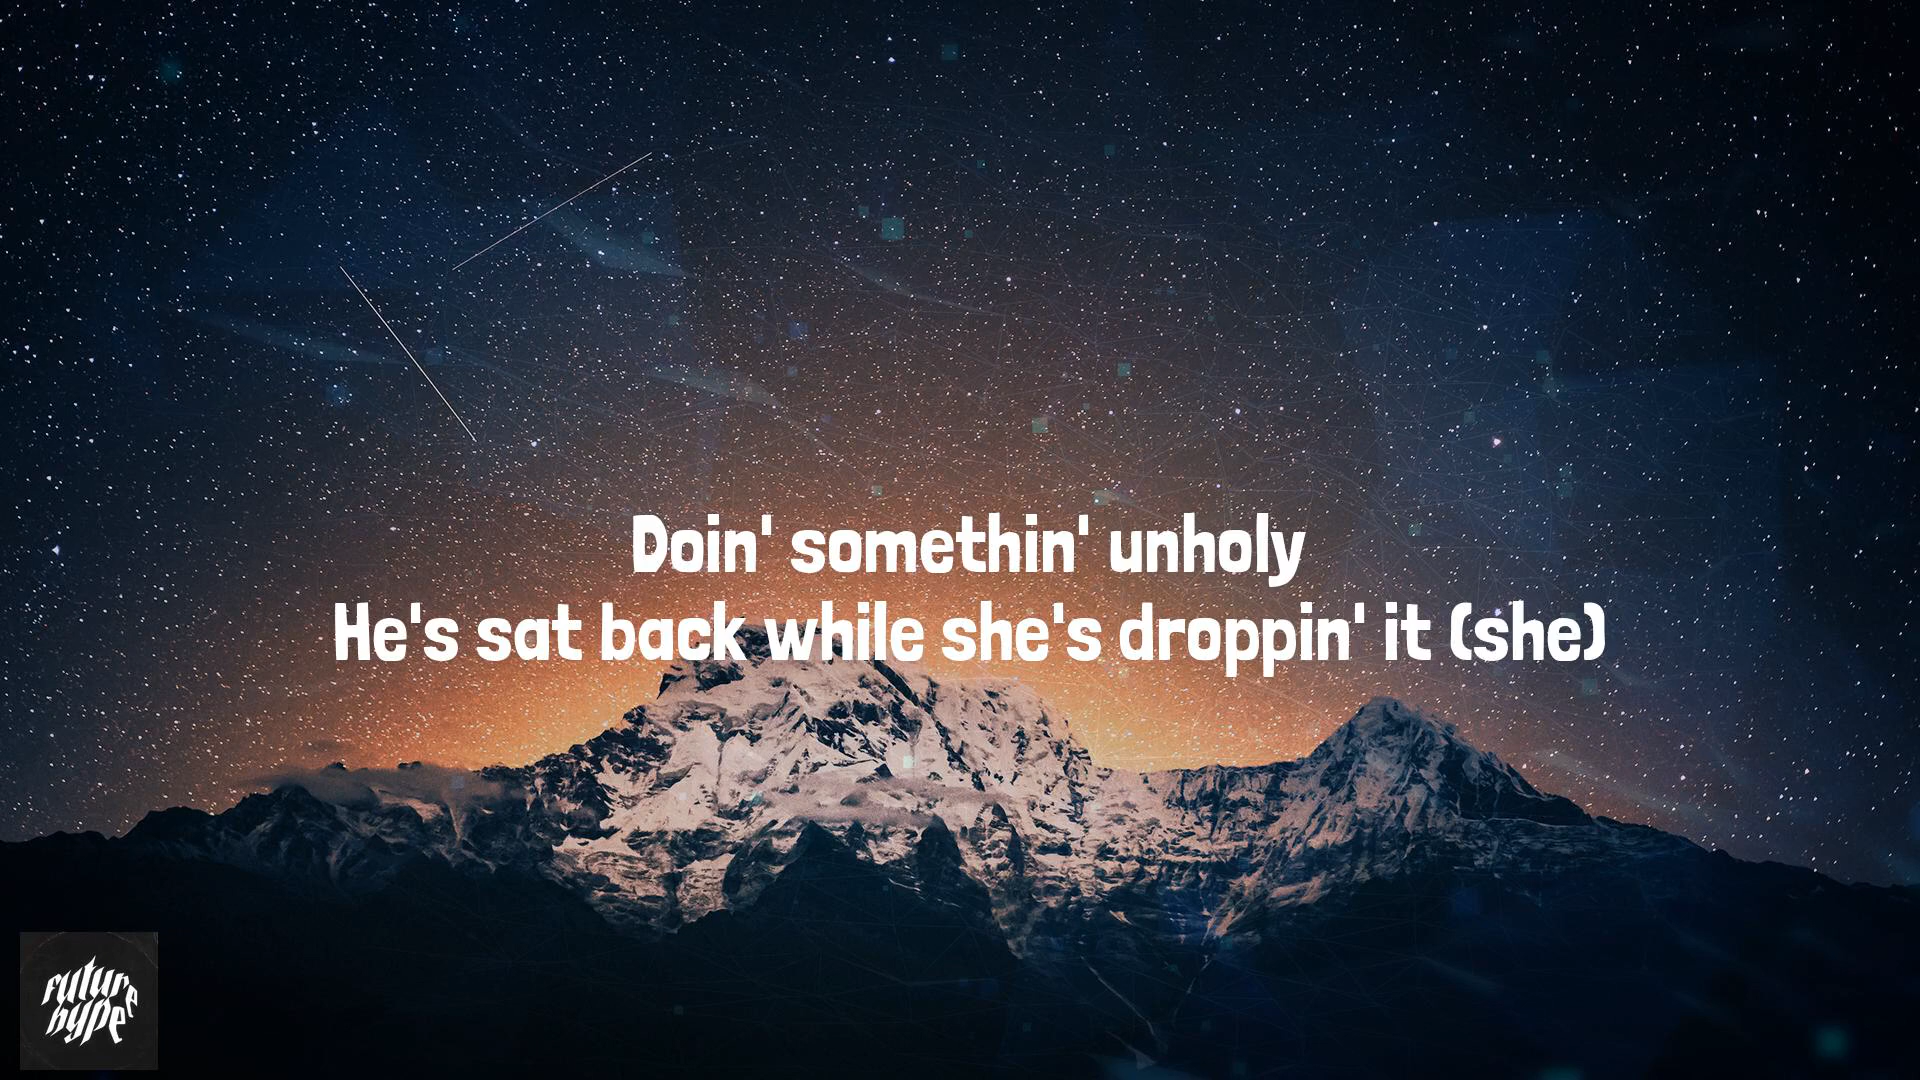 Doin' somethin' unholy
He's sat back while she's droppin' it (she)
future
hype